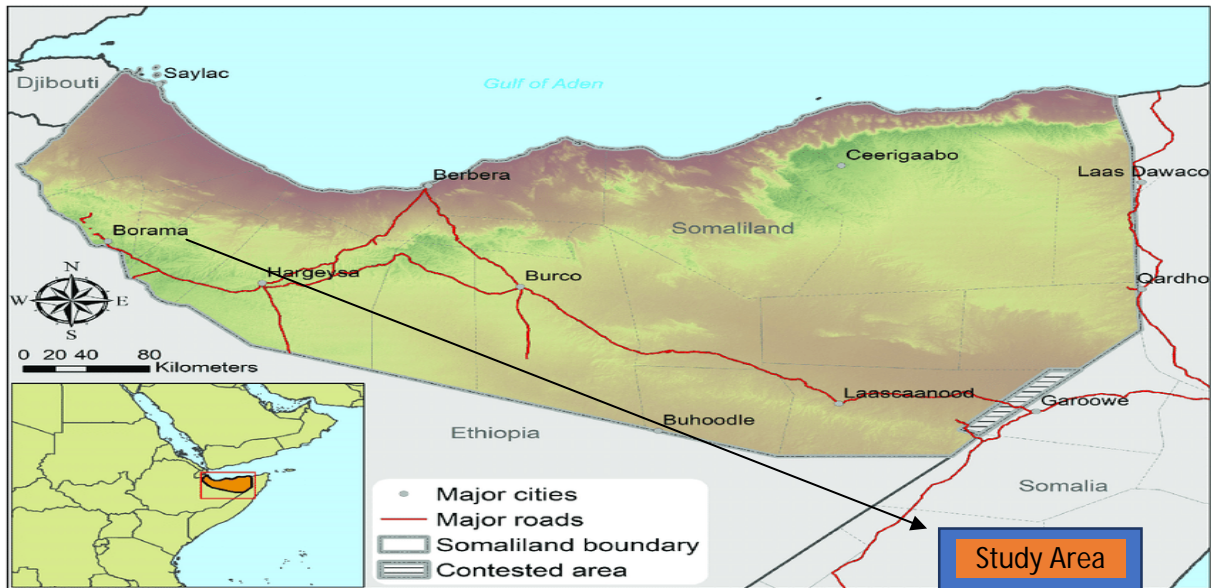 Djibouti
Saylac
Gulf of Aden
Ceerigaabo
Berbera
Laas Dawaco
Borama
Somaliland
Hargeysa
Burco
Qardho
N
W E
S
0 20 40 80
Kilometers
Laascaanood
Garoowe
Buhoodle
Ethiopia
Somalia
Major cities
Major roads
Somaliland boundary
Contested area
Study Area